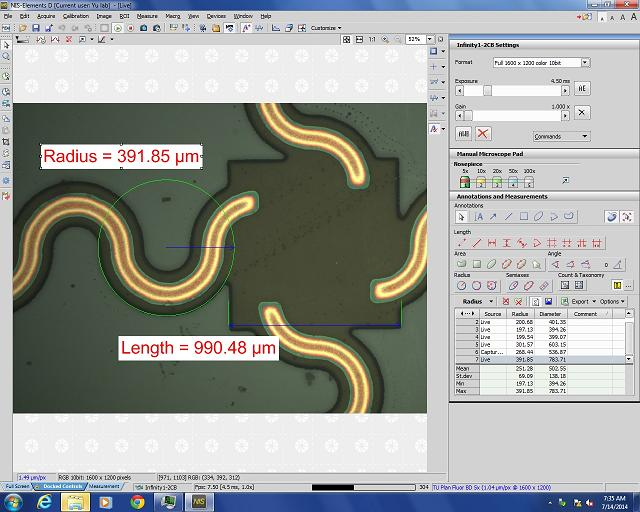 NIS-Elements D [Current user: Yu lab] - [Live]
File Edit Acquire Calibration Image ROI Measure Macro View Devices Window Help
Customize
1:1
52%
Radius = 391.85 µm
Length = 990.48 µm
Infinity1-2CB Settings
Format Full 1600 x 1200 color 10bit
Exposure 4.50 ms
AE
Gain 1.000 x
Commands
Manual Microscope Pad
Nosepiece
5x 10x 20x 50x 100x
Annotations and Measurements
Annotations
Length
Area Angle
Radius Semiaxes Count & Taxonomy
Radius Export Options
Source Radius Diameter Comment
2 Live 200.68 401.35
3 Live 197.13 394.26
4 Live 199.54 399.07
5 Live 301.57 603.15
6 Captur... 268.44 536.87
7 Live 391.85 783.71
Mean 251.28 502.55
St.dev 69.09 138.18
Min 197.13 394.26
Max 391.85 783.71
1.49 µm/px RGB 10bit: 1600 x 1200 pixels [971, 1103] RGB: (334, 392, 312)
Full Screen Docked Controls Measurement Infinity1-2CB Fps: 7.50 (4.5 ms, 1.0x) 304 TU Plan Fluor BD 5x (1.04 µm/px @ 1600 x 1200)
NIS
7:35 AM
7/14/2014